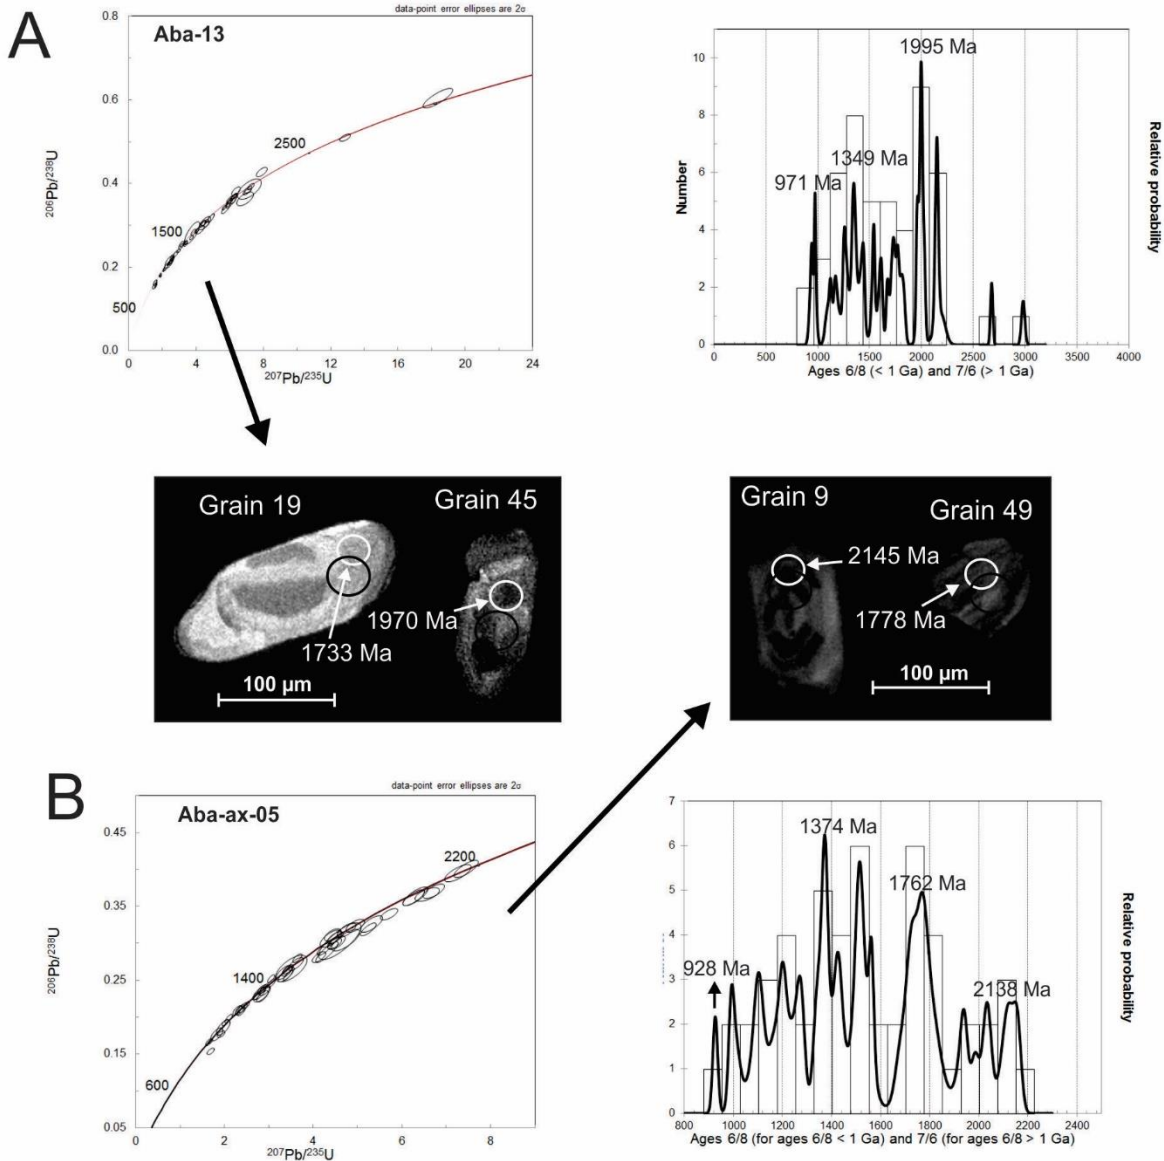 A
data-point error ellipses are 2σ
Aba-13
0.8
0.6
0.4
0.2
0.0
500
1500
2500
0 4 8 12 16 20 24
206Pb/238U
207Pb/235U
10
8
6
4
2
0
Number
971 Ma
1349 Ma
1995 Ma
0 500 1000 1500 2000 2500 3000 3500 4000
Ages 6/8 (< 1 Ga) and 7/6 (> 1 Ga)
Relative probability
Grain 19
Grain 45
1970 Ma
1733 Ma
100 µm
Grain 9
Grain 49
2145 Ma
1778 Ma
100 µm
B
data-point error ellipses are 2σ
Aba-ax-05
0.45
0.35
0.25
0.15
0.05
600
1400
2200
0 2 4 6 8
206Pb/238U
207Pb/235U
7
6
5
4
3
2
1
0
928 Ma
1374 Ma
1762 Ma
2138 Ma
800 1000 1200 1400 1600 1800 2000 2200 2400
Ages 6/8 (for ages 6/8 < 1 Ga) and 7/6 (for ages 6/8 > 1 Ga)
Relative probability